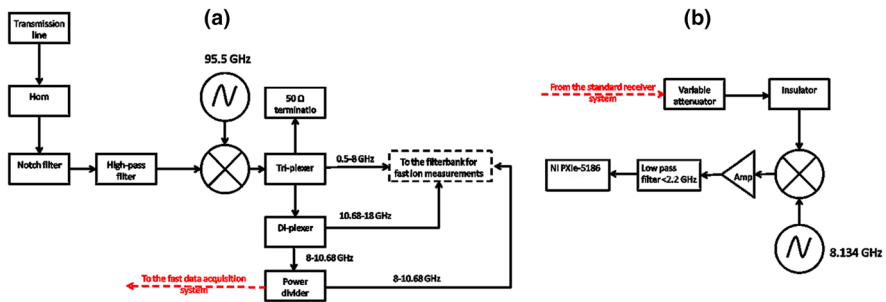 (a)
Transmission
line
95.5 GHz
Horn
50 Ω
terminatio
Notch filter
High-pass
filter
Tri-plexer
0.5-8GHz
To the filterbank for
fast ion measurements
Di-plexer
10.68-18 GHz
8-10.68 GHz
To the fast data acquisition
system
Power
divider
8-10.68 GHz
(b)
From the standard receiver
system
Variable
attenuator
Insulator
NI PXIe-5186
Low pass
filter<2.2 GHz
Amp
8.134 GHz